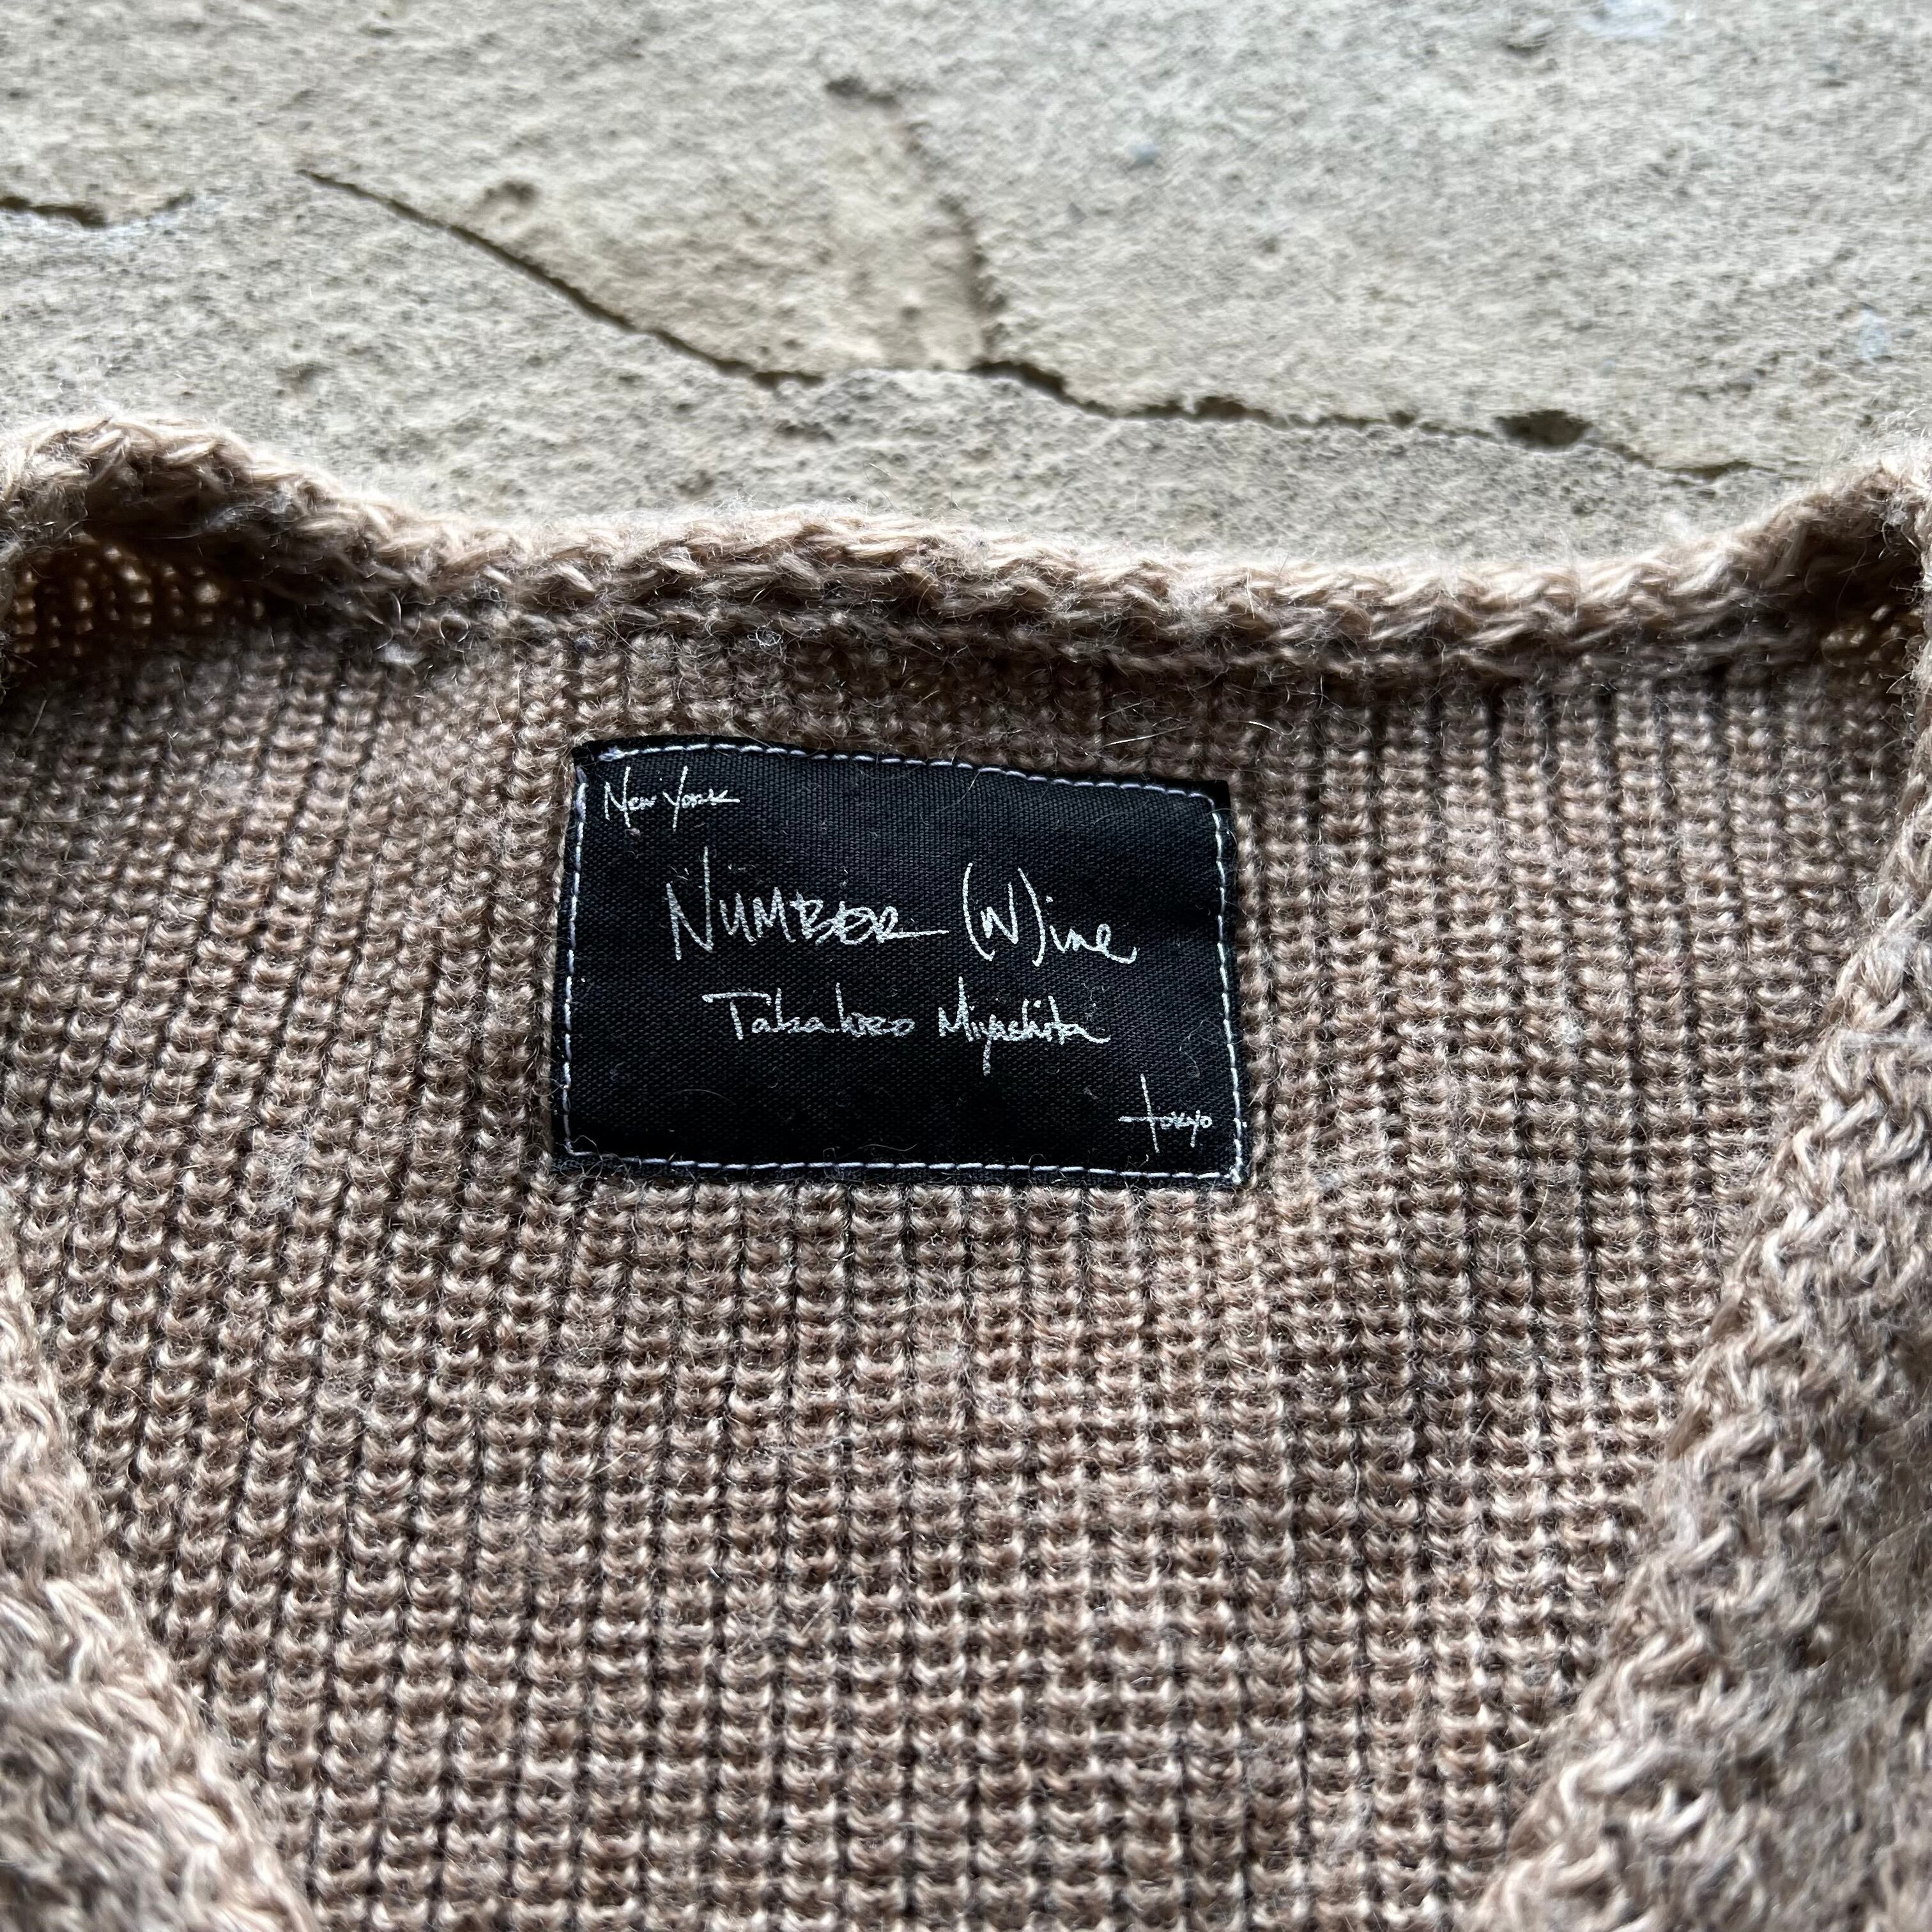 New York
NUMBER (N)ine
Takahiro Miyashita
tokyo